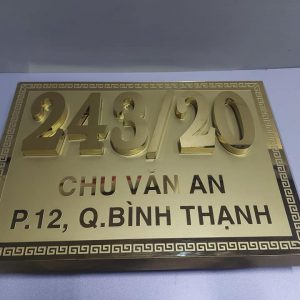 243/20
CHU VĂN AN
P.12, Q.BÌNH THẠNH